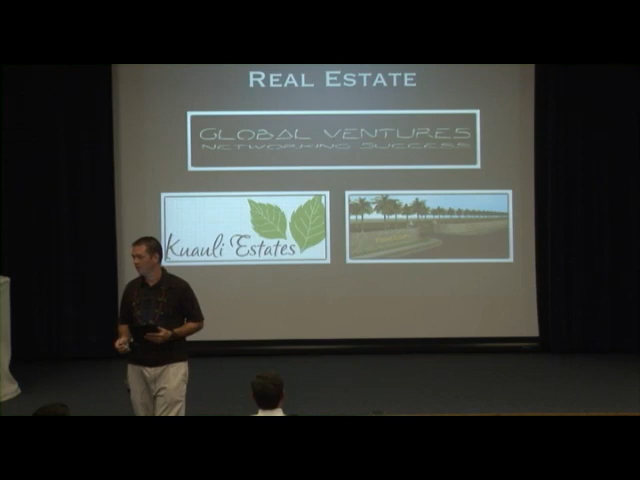 Real Estate
Global Ventures
Networking Success
Kuauli Estates